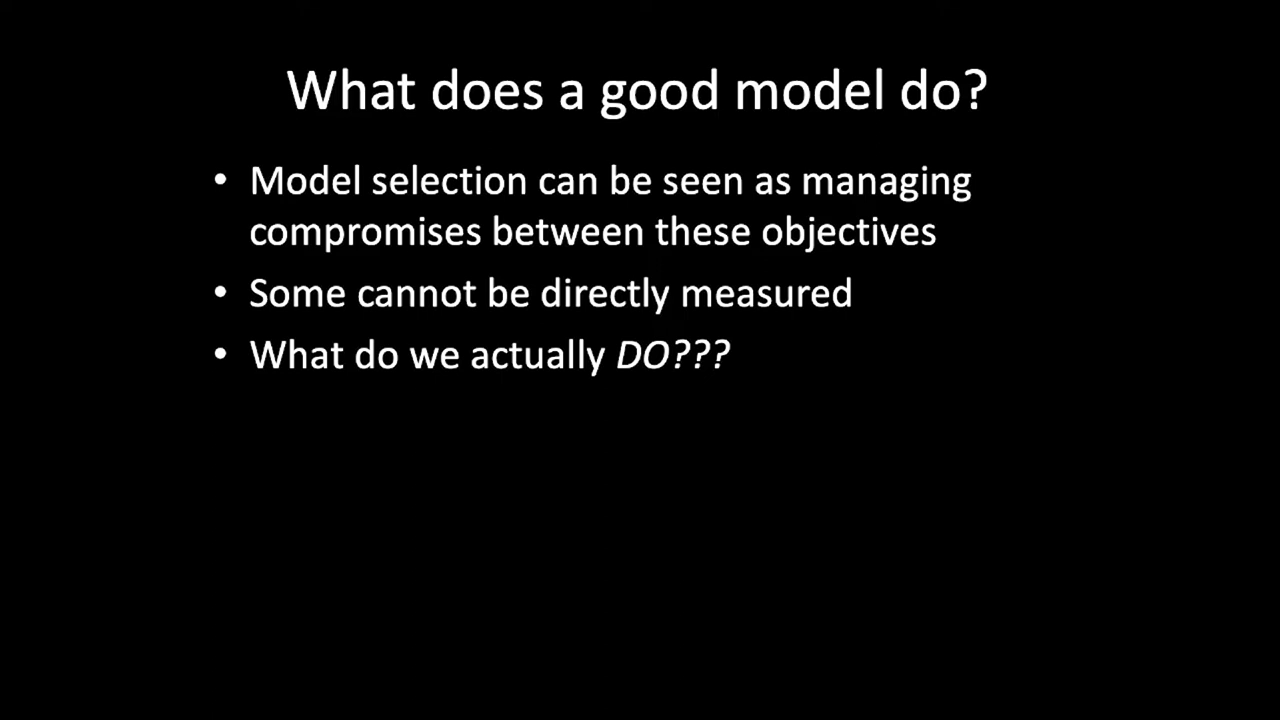 What does a good model do?
• Model selection can be seen as managing
compromises between these objectives
• Some cannot be directly measured
• What do we actually DO???